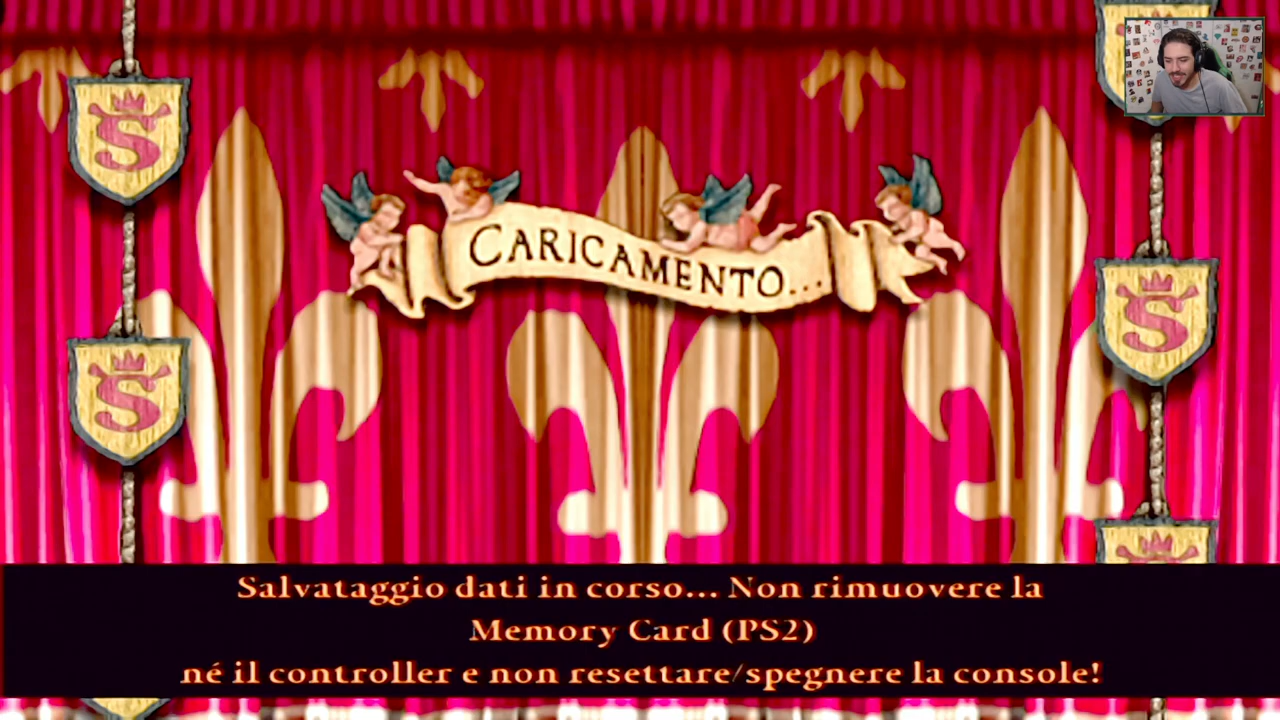 S
S
CARICAMENTO...
S
Salvataggio dati in corso... Non rimuovere la
Memory Card (PS2)
né il controller e non resettare/spegnere la console!